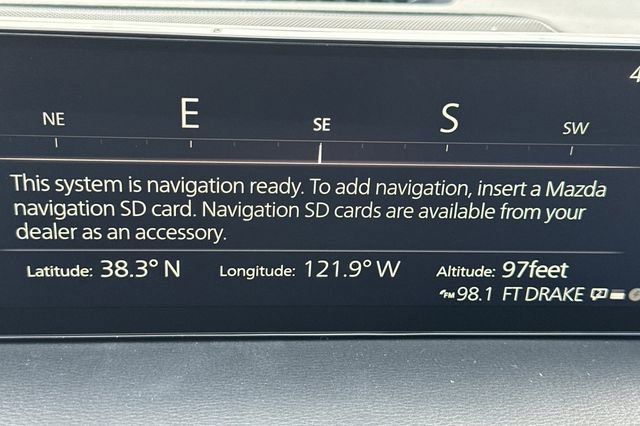 4
NE E SE S SW
This system is navigation ready. To add navigation, insert a Mazda
navigation SD card. Navigation SD cards are available from your
dealer as an accessory.
Latitude: 38.3° N Longitude: 121.9° W Altitude: 97feet
FM 98.1 FT DRAKE